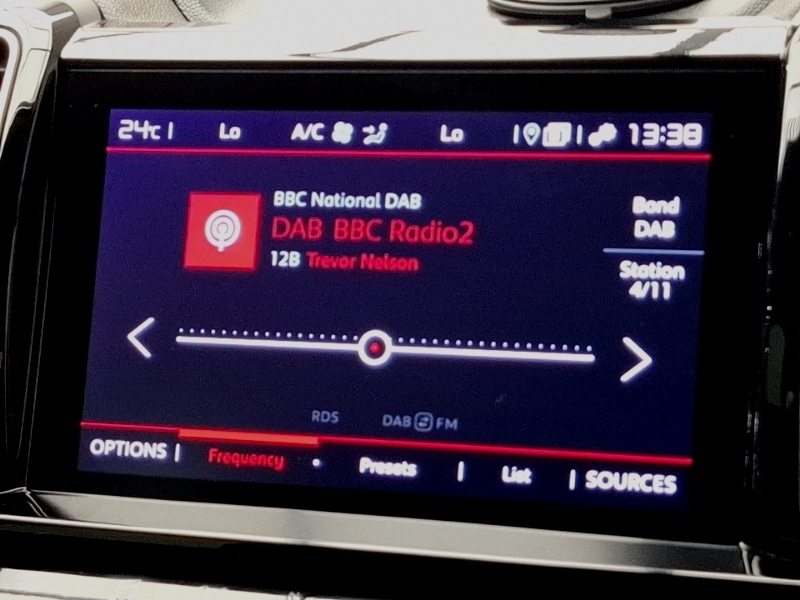 24°C | Lo A/C Lo 13:38
BBC National DAB
DAB BBC Radio2
12B Trevor Nelson
Band
DAB
Station
4/11
RDS DAB FM
OPTIONS | Frequency • Presets | List | SOURCES